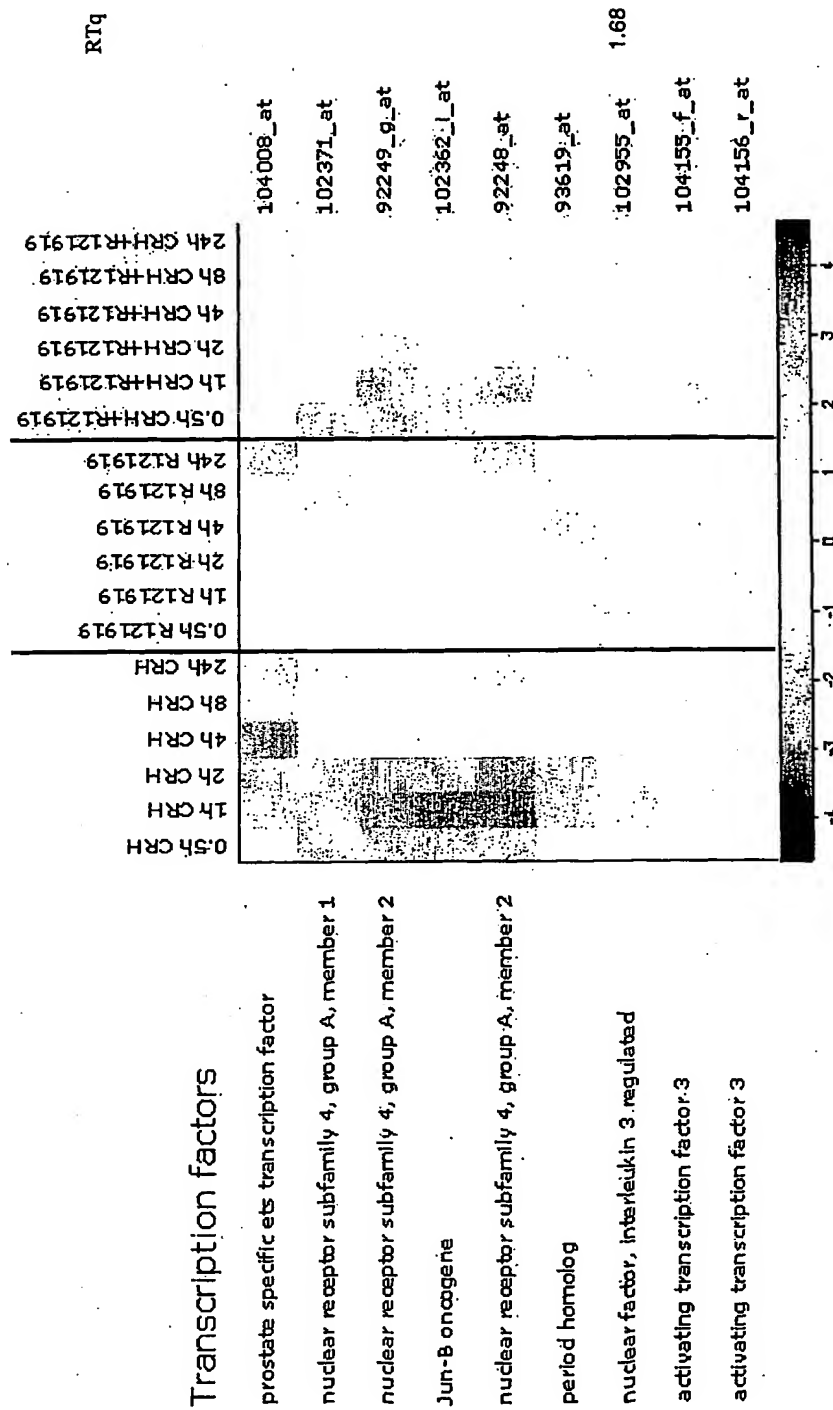 Transcription factors
RTq
0.5h CRH
1h CRH
2h CRH
4h CRH
8h CRH
24h CRH
0.5h R121919
1h R121919
2h R121919
4h R121919
8h R121919
24h R121919
0.5h CRH+R121919
1h CRH+R121919
2h CRH+R121919
4h CRH+R121919
8h CRH+R121919
24h CRH+R121919
prostate specific ets transcription factor 104008_at
nuclear receptor subfamily 4, group A, member 1 102371_at
nuclear receptor subfamily 4, group A, member 2 92249_g_at
Jun-B oncogene 102362_i_at
nuclear receptor subfamily 4, group A, member 2 92248_at
period homolog 93619_at
nuclear factor, interleukin 3 regulated 102955_at 1.68
activating transcription factor 3 104155_f_at
activating transcription factor 3 104156_r_at
-4 -3 -2 -1 0 1 2 3 4